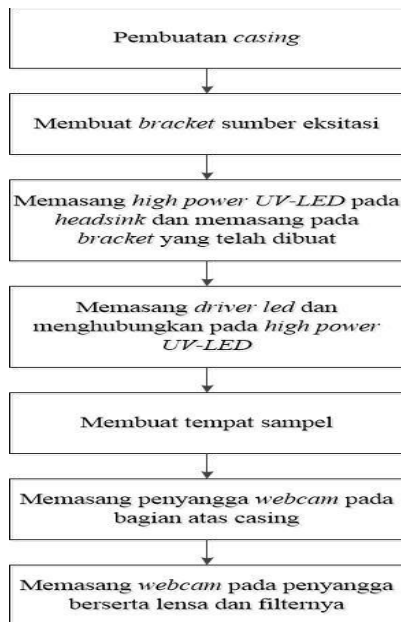 Pembuatan casing
Membuat bracket sumber eksitasi
Memasang high power UV-LED pada
headsink dan memasang pada
bracket yang telah dibuat
Memasang driver led dan
menghubungkan pada high power
UV-LED
Membuat tempat sampel
Memasang penyangga webcam pada
bagian atas casing
Memasang webcam pada penyangga
berserta lensa dan filternya